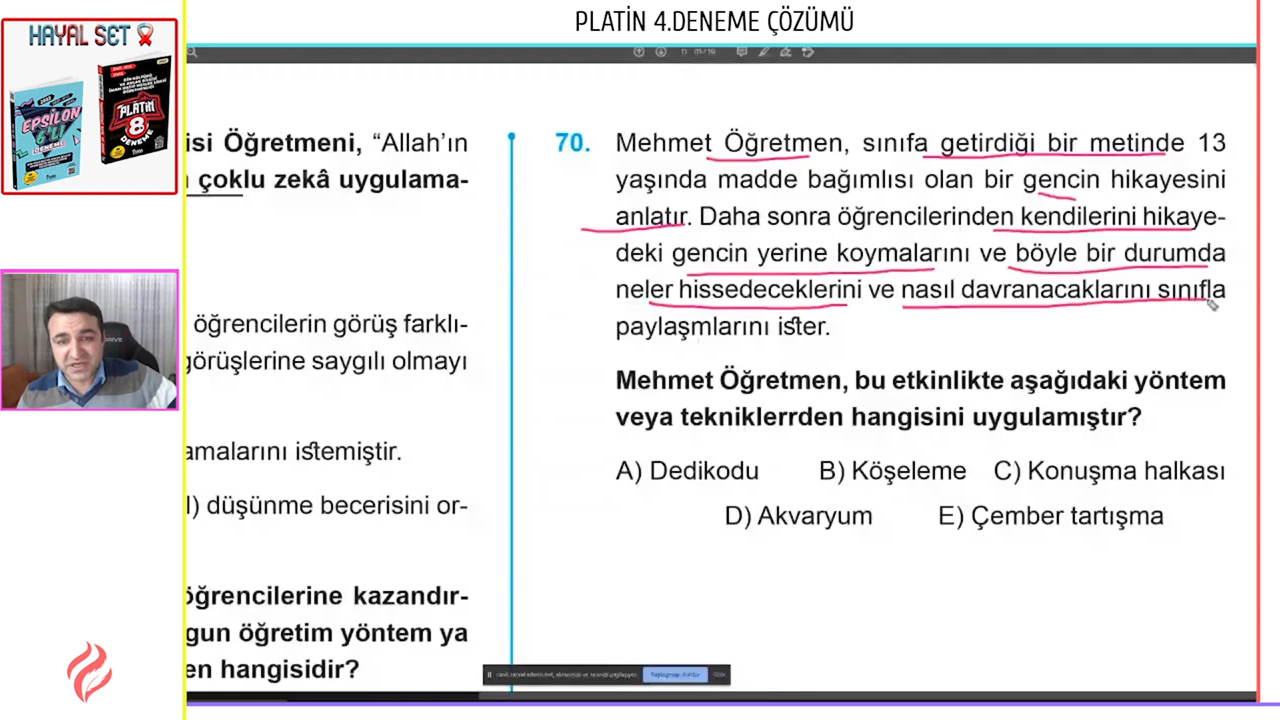 PLATİN 4.DENEME ÇÖZÜMÜ
HAYAL SET
EPSİLON
6'LI
DENEME
PLATİN
8
DENEME
isi Öğretmeni, “Allah’ın
çoklu zekâ uygulama-
öğrencilerin görüş farklı-
görüşlerine saygılı olmayı
amalarını istemiştir.
I) düşünme becerisini or-
öğrencilerine kazandır-
gun öğretim yöntem ya
en hangisidir?
70. Mehmet Öğretmen, sınıfa getirdiği bir metinde 13
yaşında madde bağımlısı olan bir gencin hikayesini
anlatır. Daha sonra öğrencilerinden kendilerini hikaye-
deki gencin yerine koymalarını ve böyle bir durumda
neler hissedeceklerini ve nasıl davranacaklarını sınıfla
paylaşmlarını ister.
Mehmet Öğretmen, bu etkinlikte aşağıdaki yöntem
veya tekniklerrden hangisini uygulamıştır?
A) Dedikodu B) Köşeleme C) Konuşma halkası
D) Akvaryum E) Çember tartışma